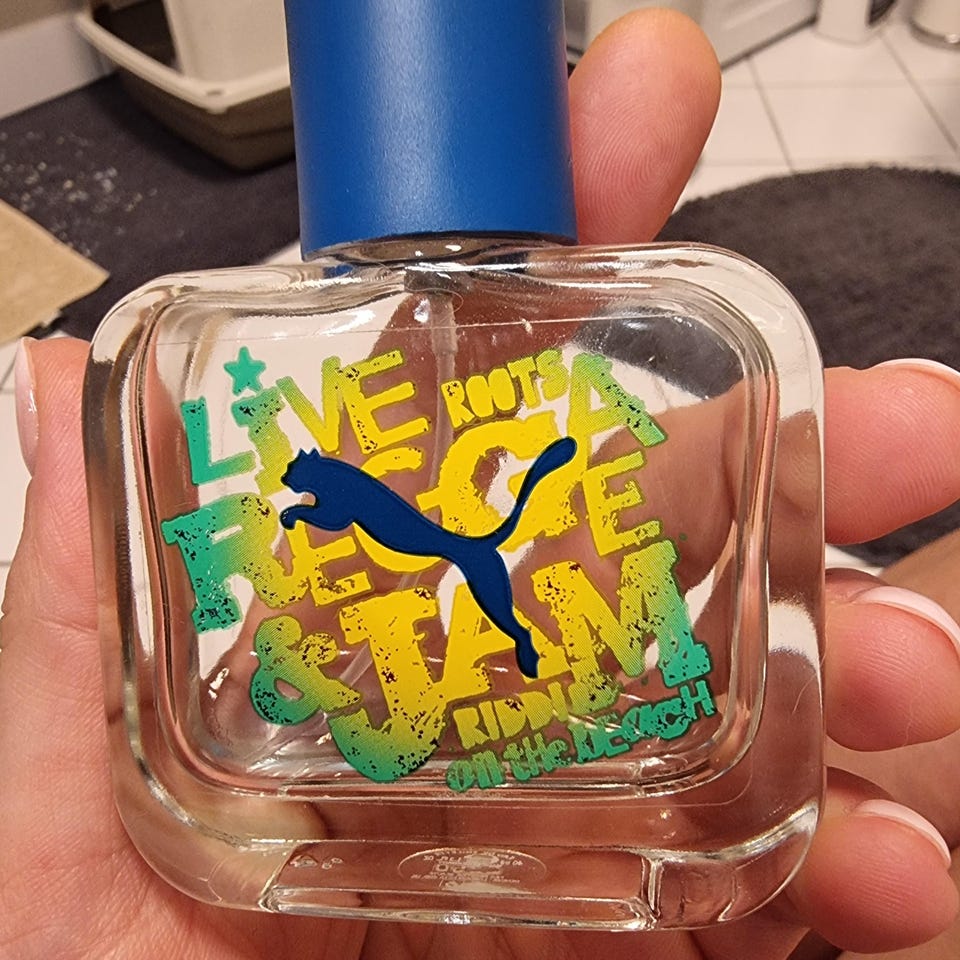 LiVE ROOTS
REGGAE
& JAM
RIDDIM
on the BEACH